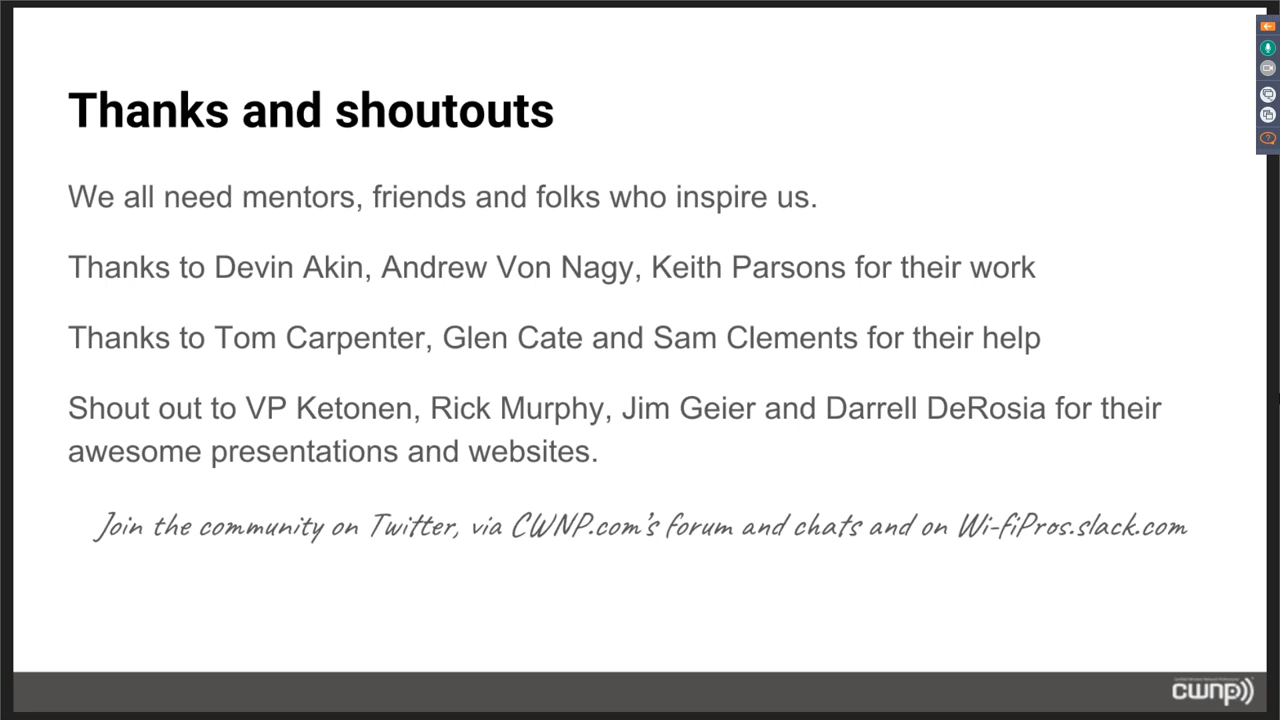 Thanks and shoutouts
We all need mentors, friends and folks who inspire us.
Thanks to Devin Akin, Andrew Von Nagy, Keith Parsons for their work
Thanks to Tom Carpenter, Glen Cate and Sam Clements for their help
Shout out to VP Ketonen, Rick Murphy, Jim Geier and Darrell DeRosia for their
awesome presentations and websites.
Join the community on Twitter, via CWNP.com's forum and chats and on Wi-fiPros.slack.com
cwnp